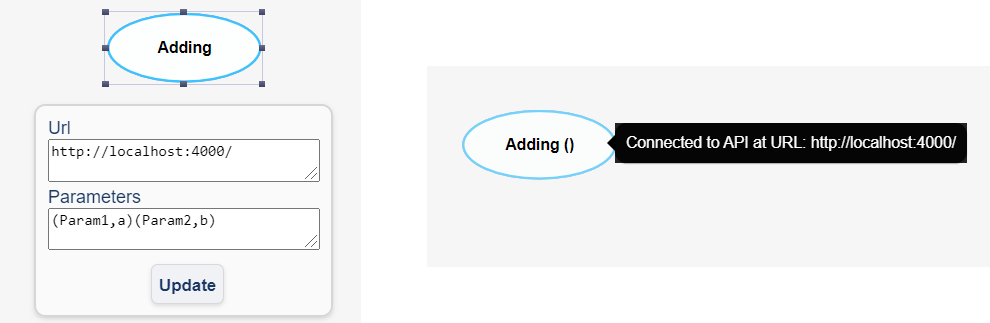 Adding
Url
http://localhost:4000/
Parameters
(Param1,a)(Param2,b)
Update
Adding ()
Connected to API at URL: http://localhost:4000/